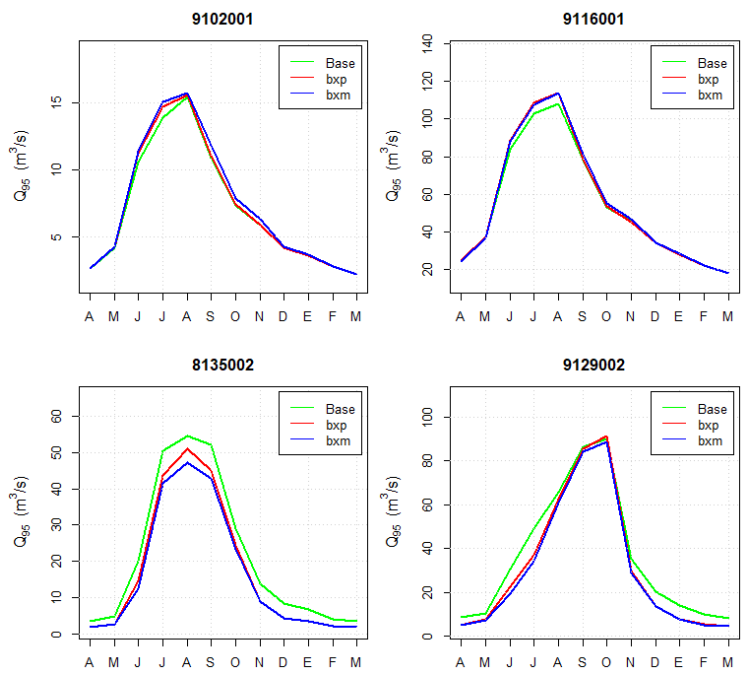 9102001
Base
bxp
bxm
Q95 (m³/s)
15
10
5
A M J J A S O N D E F M
9116001
Base
bxp
bxm
Q95 (m³/s)
140
120
100
80
60
40
20
A M J J A S O N D E F M
8135002
Base
bxp
bxm
Q95 (m³/s)
60
50
40
30
20
10
0
A M J J A S O N D E F M
9129002
Base
bxp
bxm
Q95 (m³/s)
100
80
60
40
20
0
A M J J A S O N D E F M